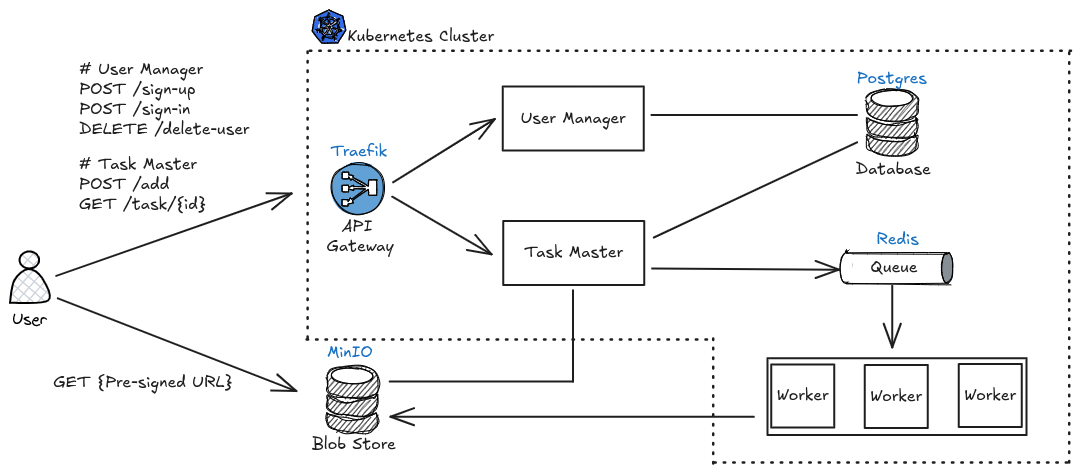 Kubernetes Cluster
# User Manager
POST /sign-up
POST /sign-in
DELETE /delete-user
# Task Master
POST /add
GET /task/{id}
User
GET {Pre-signed URL}
Traefik
API
Gateway
User Manager
Task Master
Postgres
Database
Redis
Queue
MinIO
Blob Store
Worker
Worker
Worker